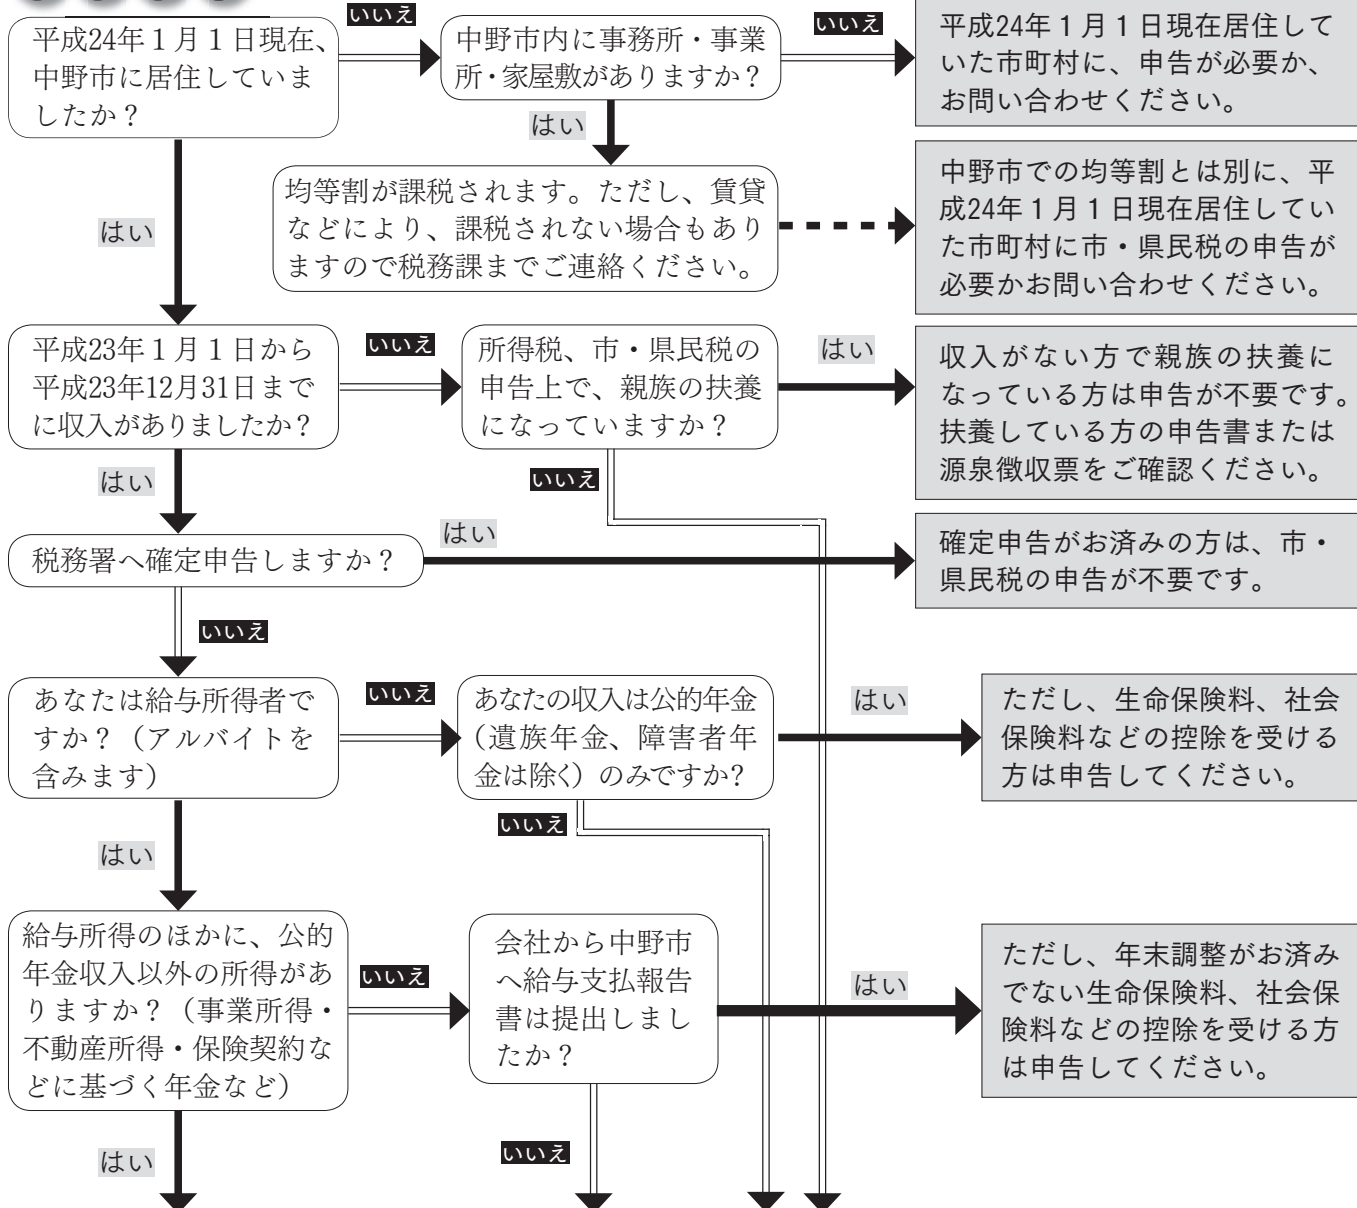 平成24年１月１日現在、
中野市に居住していま
したか？
いいえ
中野市内に事務所・事業
所・家屋敷がありますか？
いいえ
平成24年１月１日現在居住して
いた市町村に、申告が必要か、
お問い合わせください。
はい
はい
均等割が課税されます。ただし、賃貸
などにより、課税されない場合もあり
ますので税務課までご連絡ください。
中野市での均等割とは別に、平
成24年１月１日現在居住してい
た市町村に市・県民税の申告が
必要かお問い合わせください。
平成23年１月１日から
平成23年12月31日まで
に収入がありましたか？
いいえ
所得税、市・県民税の
申告上で、親族の扶養
になっていますか？
はい
収入がない方で親族の扶養に
なっている方は申告が不要です。
扶養している方の申告書または
源泉徴収票をご確認ください。
はい
いいえ
税務署へ確定申告しますか？
はい
確定申告がお済みの方は、市・
県民税の申告が不要です。
いいえ
あなたは給与所得者で
すか？（アルバイトを
含みます）
いいえ
あなたの収入は公的年金
（遺族年金、障害者年
金は除く）のみですか？
はい
ただし、生命保険料、社会
保険料などの控除を受ける
方は申告してください。
いいえ
はい
給与所得のほかに、公的
年金収入以外の所得があ
りますか？（事業所得・
不動産所得・保険契約な
どに基づく年金など）
いいえ
会社から中野市
へ給与支払報告
書は提出しまし
たか？
はい
ただし、年末調整がお済み
でない生命保険料、社会保
険料などの控除を受ける方
は申告してください。
はい
いいえ